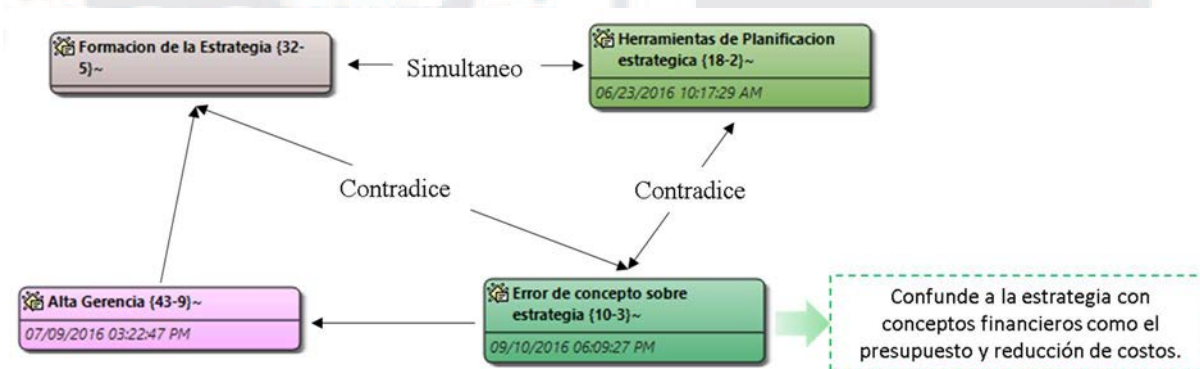 Formacion de la Estrategia {32-
5}~
Simultaneo
Herramientas de Planificacion
estrategica {18-2}~
06/23/2016 10:17:29 AM
Contradice
Contradice
Alta Gerencia {43-9}~
07/09/2016 03:22:47 PM
Error de concepto sobre
estrategia {10-3}~
09/10/2016 06:09:27 PM
Confunde a la estrategia con
conceptos financieros como el
presupuesto y reducción de costos.